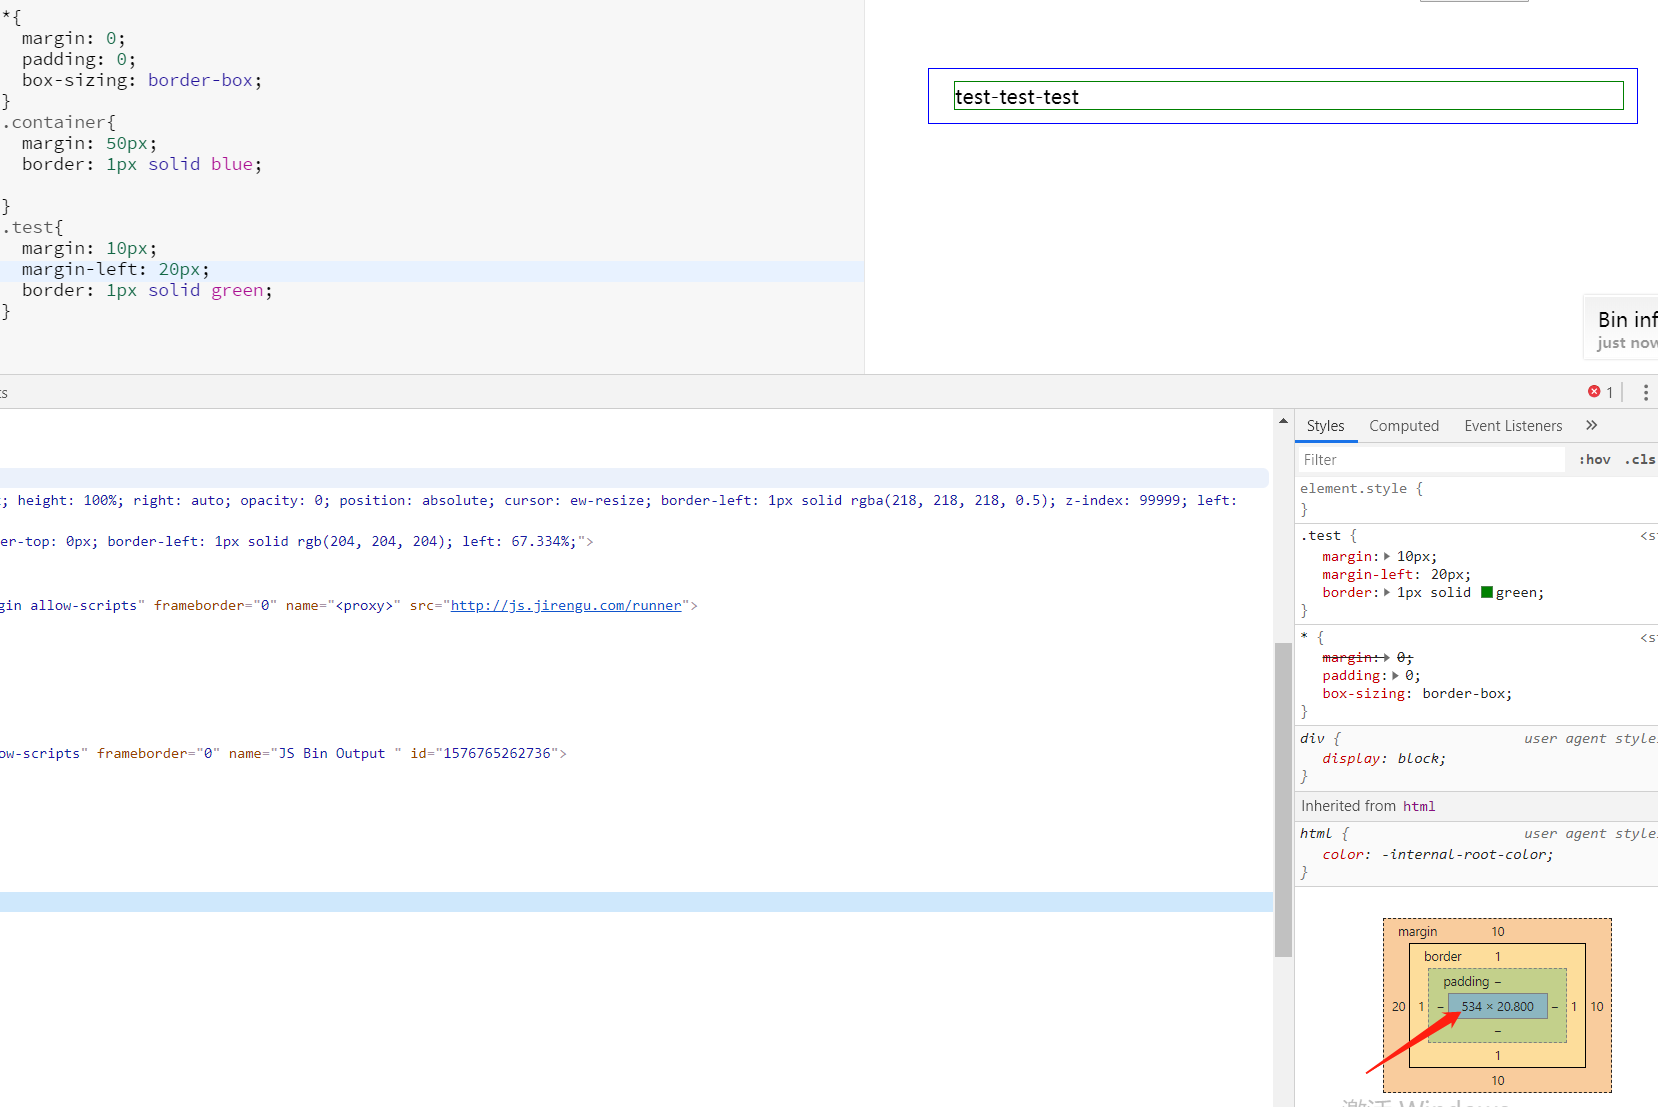 *{
margin: 0;
padding: 0;
box-sizing: border-box;
}
.container{
margin: 50px;
border: 1px solid blue;
}
.test{
margin: 10px;
margin-left: 20px;
border: 1px solid green;
}
test-test-test
Bin inf
just now
s
1
; height: 100%; right: auto; opacity: 0; position: absolute; cursor: ew-resize; border-left: 1px solid rgba(218, 218, 218, 0.5); z-index: 99999; left:
er-top: 0px; border-left: 1px solid rgb(204, 204, 204); left: 67.334%;">
gin allow-scripts" frameborder="0" name="<proxy>" src="http://js.jirengu.com/runner">
ow-scripts" frameborder="0" name="JS Bin Output " id="1576765262736">
Styles Computed Event Listeners »
Filter :hov .cls
element.style {
}
.test { <s
margin: 10px;
margin-left: 20px;
border: 1px solid green;
}
* { <s
margin: 0;
padding: 0;
box-sizing: border-box;
}
div { user agent style
display: block;
}
Inherited from html
html { user agent style
color: -internal-root-color;
}
margin 10
border 1
padding –
20 1 – 534 × 20.800 – 1 10
–
1
10